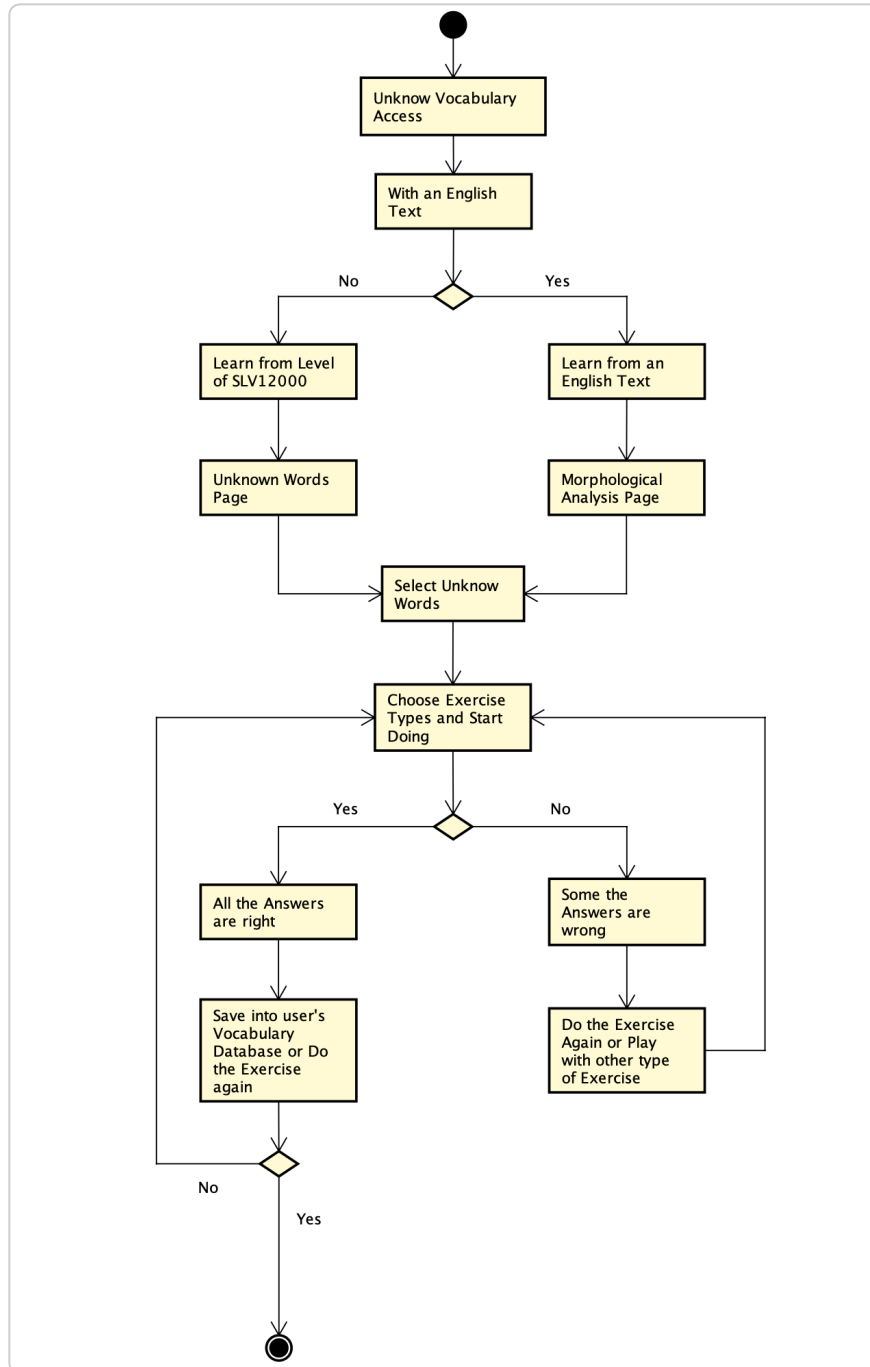 Unknow Vocabulary
Access
With an English
Text
No
Yes
Learn from Level
of SLV12000
Learn from an
English Text
Unknown Words
Page
Morphological
Analysis Page
Select Unknow
Words
Choose Exercise
Types and Start
Doing
Yes
No
All the Answers
are right
Some the
Answers are
wrong
Save into user's
Vocabulary
Database or Do
the Exercise
again
Do the Exercise
Again or Play
with other type
of Exercise
No
Yes